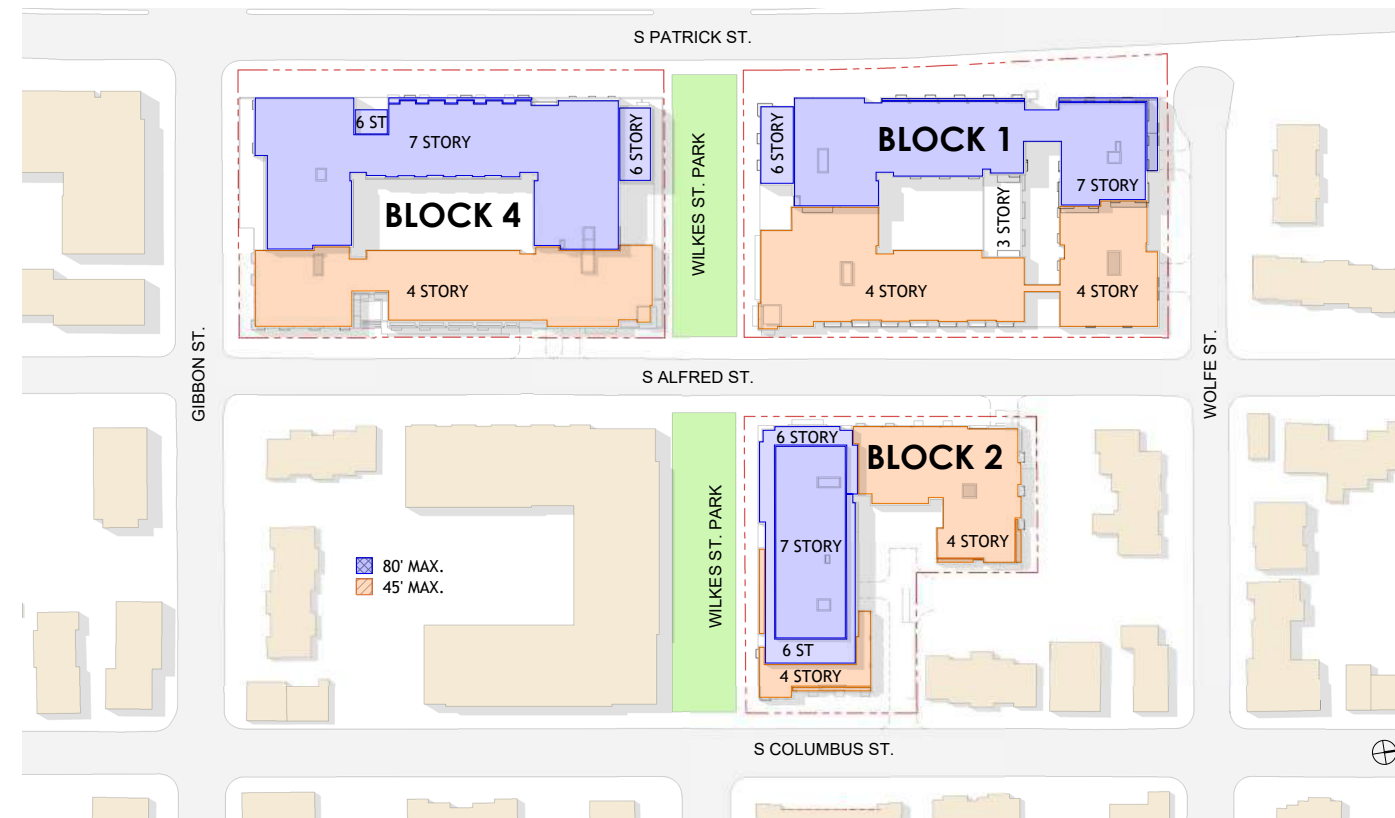 S PATRICK ST.
6 ST
7 STORY
6 STORY
BLOCK 4
4 STORY
WILKES ST. PARK
6 STORY
BLOCK 1
7 STORY
3 STORY
4 STORY
4 STORY
GIBBON ST.
S ALFRED ST.
WOLFE ST.
6 STORY
BLOCK 2
7 STORY
4 STORY
6 ST
4 STORY
WILKES ST. PARK
80' MAX.
45' MAX.
S COLUMBUS ST.